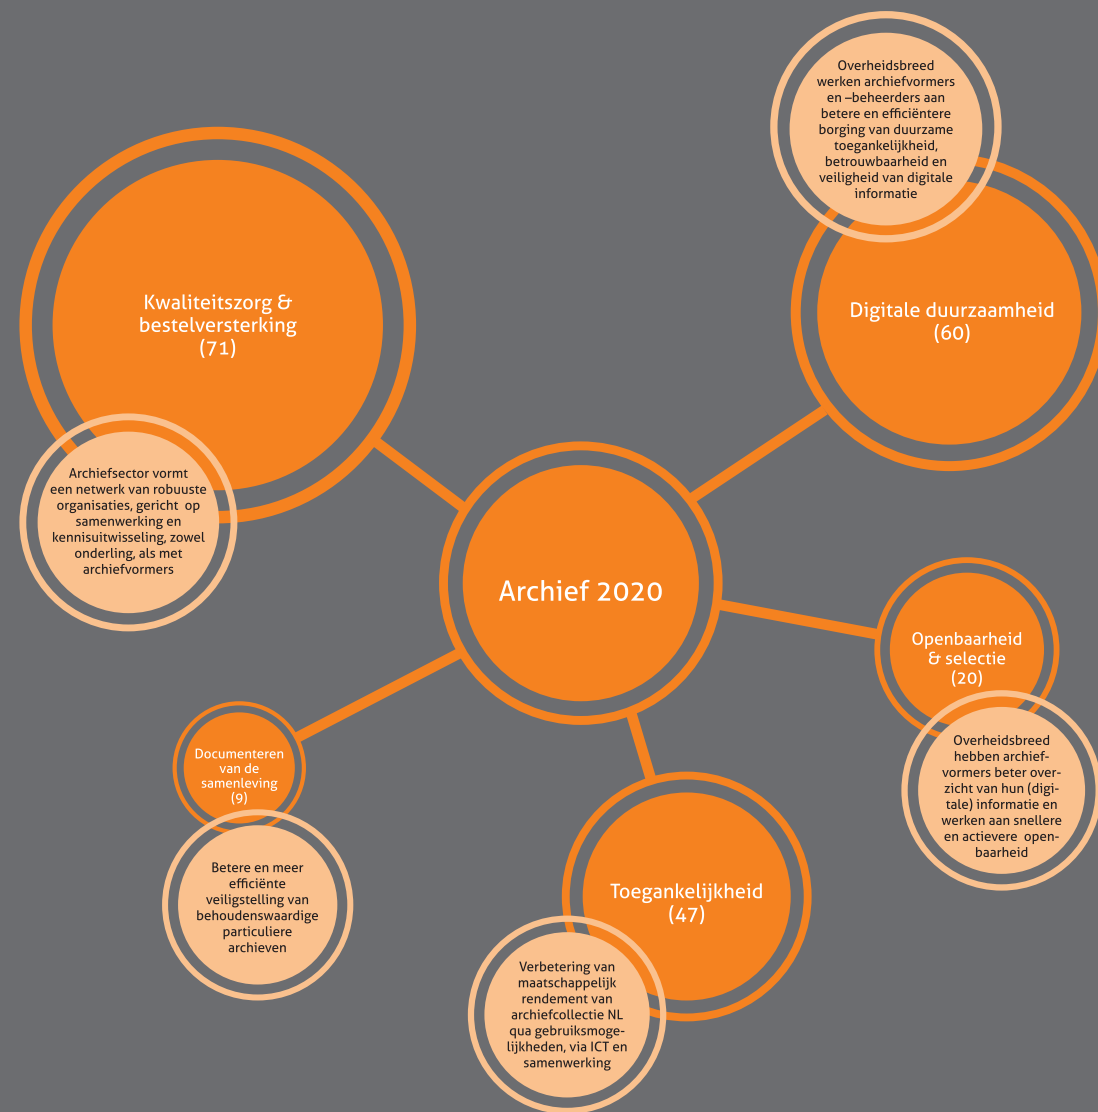 Overheidsbreed
werken archiefvormers
en –beheerders aan
betere en efficiëntere
borging van duurzame
toegankelijkheid,
betrouwbaarheid en
veiligheid van digitale
informatie
Kwaliteitszorg &
bestelversterking
(71)
Digitale duurzaamheid
(60)
Archiefsector vormt
een netwerk van robuuste
organisaties, gericht op
samenwerking en
kennisuitwisseling, zowel
onderling, als met
archiefvormers
Archief 2020
Openbaarheid
& selectie
(20)
Overheidsbreed
hebben archief-
vormers beter over-
zicht van hun (digi-
tale) informatie en
werken aan snellere
en actievere open-
baarheid
Documenteren
van de
samenleving
(9)
Betere en meer
efficiënte
veiligstelling van
behoudenswaardige
particuliere
archieven
Toegankelijkheid
(47)
Verbetering van
maatschappelijk
rendement van
archiefcollectie NL
qua gebruiksmoge-
lijkheden, via ICT en
samenwerking